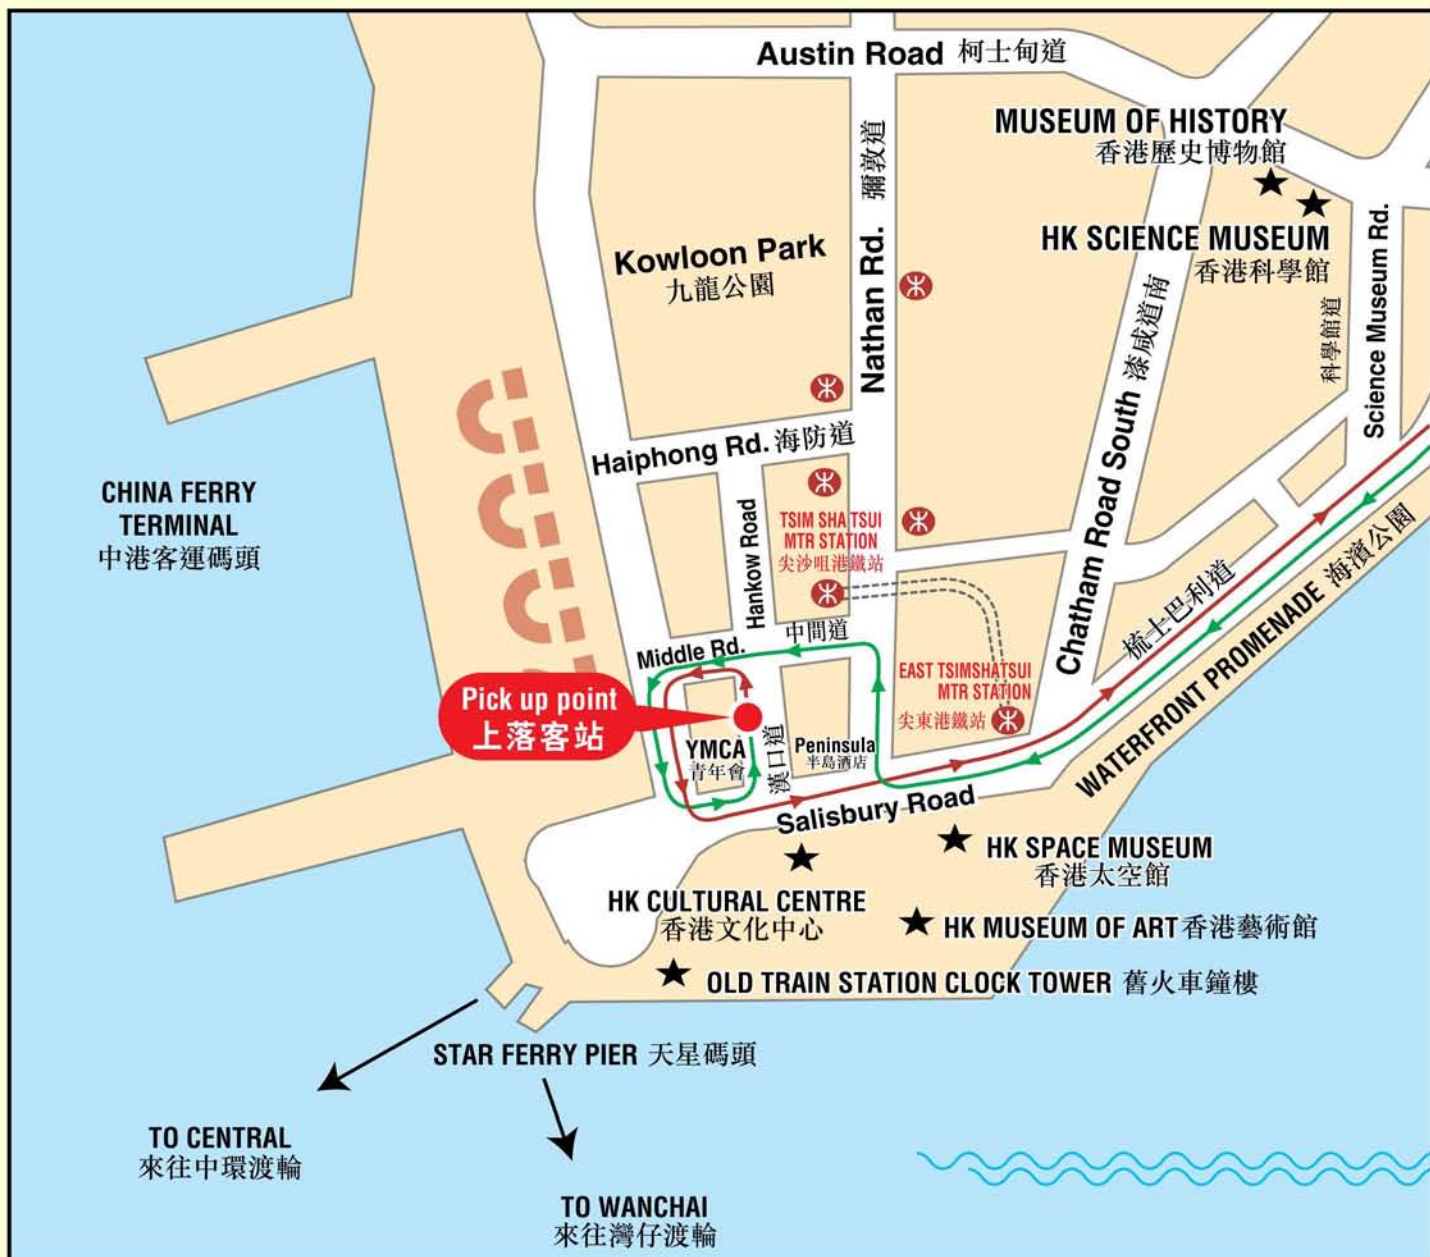 Austin Road 柯士甸道
MUSEUM OF HISTORY
香港歷史博物館
HK SCIENCE MUSEUM
香港科學館
Kowloon Park
九龍公園
Nathan Rd. 彌敦道
Chatham Road South 漆咸道南
科學館道
Science Museum Rd.
Haiphong Rd. 海防道
CHINA FERRY
TERMINAL
中港客運碼頭
Hankow Road
TSIM SHA TSUI
MTR STATION
尖沙咀港鐵站
中間道
Middle Rd.
EAST TSIMSHATSUI
MTR STATION
尖東港鐵站
梳士巴利道
WATERFRONT PROMENADE 海濱公園
Pick up point
上落客站
YMCA
青年會
漢口道
Peninsula
半島酒店
Salisbury Road
HK SPACE MUSEUM
香港太空館
HK CULTURAL CENTRE
香港文化中心
HK MUSEUM OF ART 香港藝術館
OLD TRAIN STATION CLOCK TOWER 舊火車鐘樓
STAR FERRY PIER 天星碼頭
TO CENTRAL
來往中環渡輪
TO WANCHAI
來往灣仔渡輪